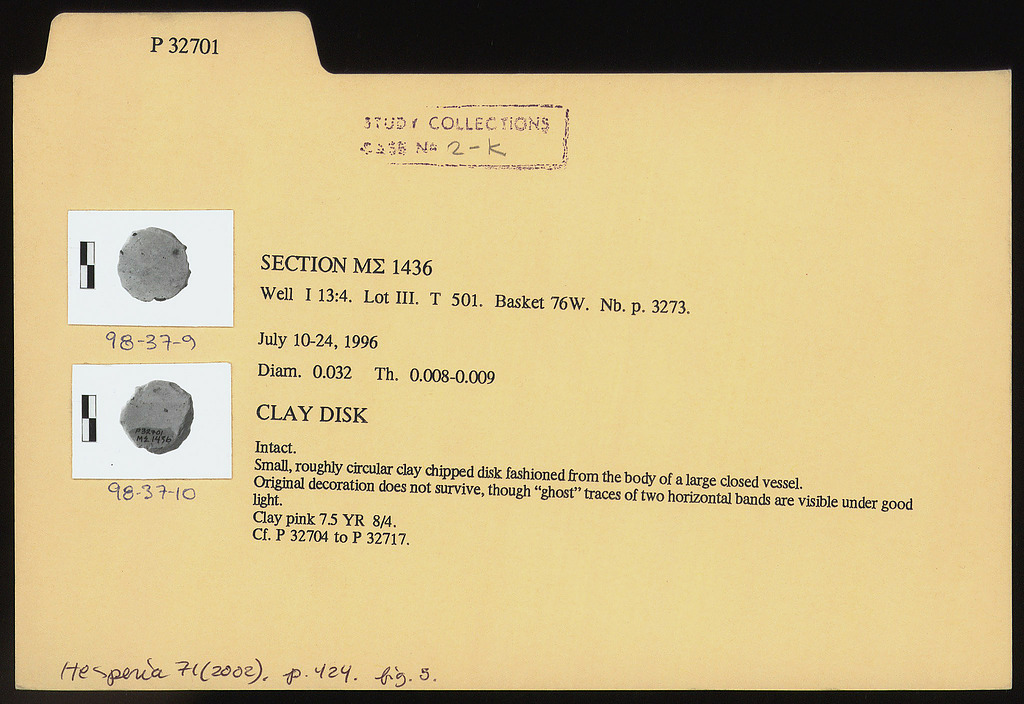 P 32701
STUDY COLLECTIONS
CASE Nº 2-K
98-37-9
P32701
MΣ 1436
98-37-10
SECTION MΣ 1436
Well I 13:4. Lot III. T 501. Basket 76W. Nb. p. 3273.
July 10-24, 1996
Diam. 0.032 Th. 0.008-0.009
CLAY DISK
Intact.
Small, roughly circular clay chipped disk fashioned from the body of a large closed vessel.
Original decoration does not survive, though “ghost” traces of two horizontal bands are visible under good
light.
Clay pink 7.5 YR 8/4.
Cf. P 32704 to P 32717.
Hesperia 71(2002). p. 424. fig. 5.